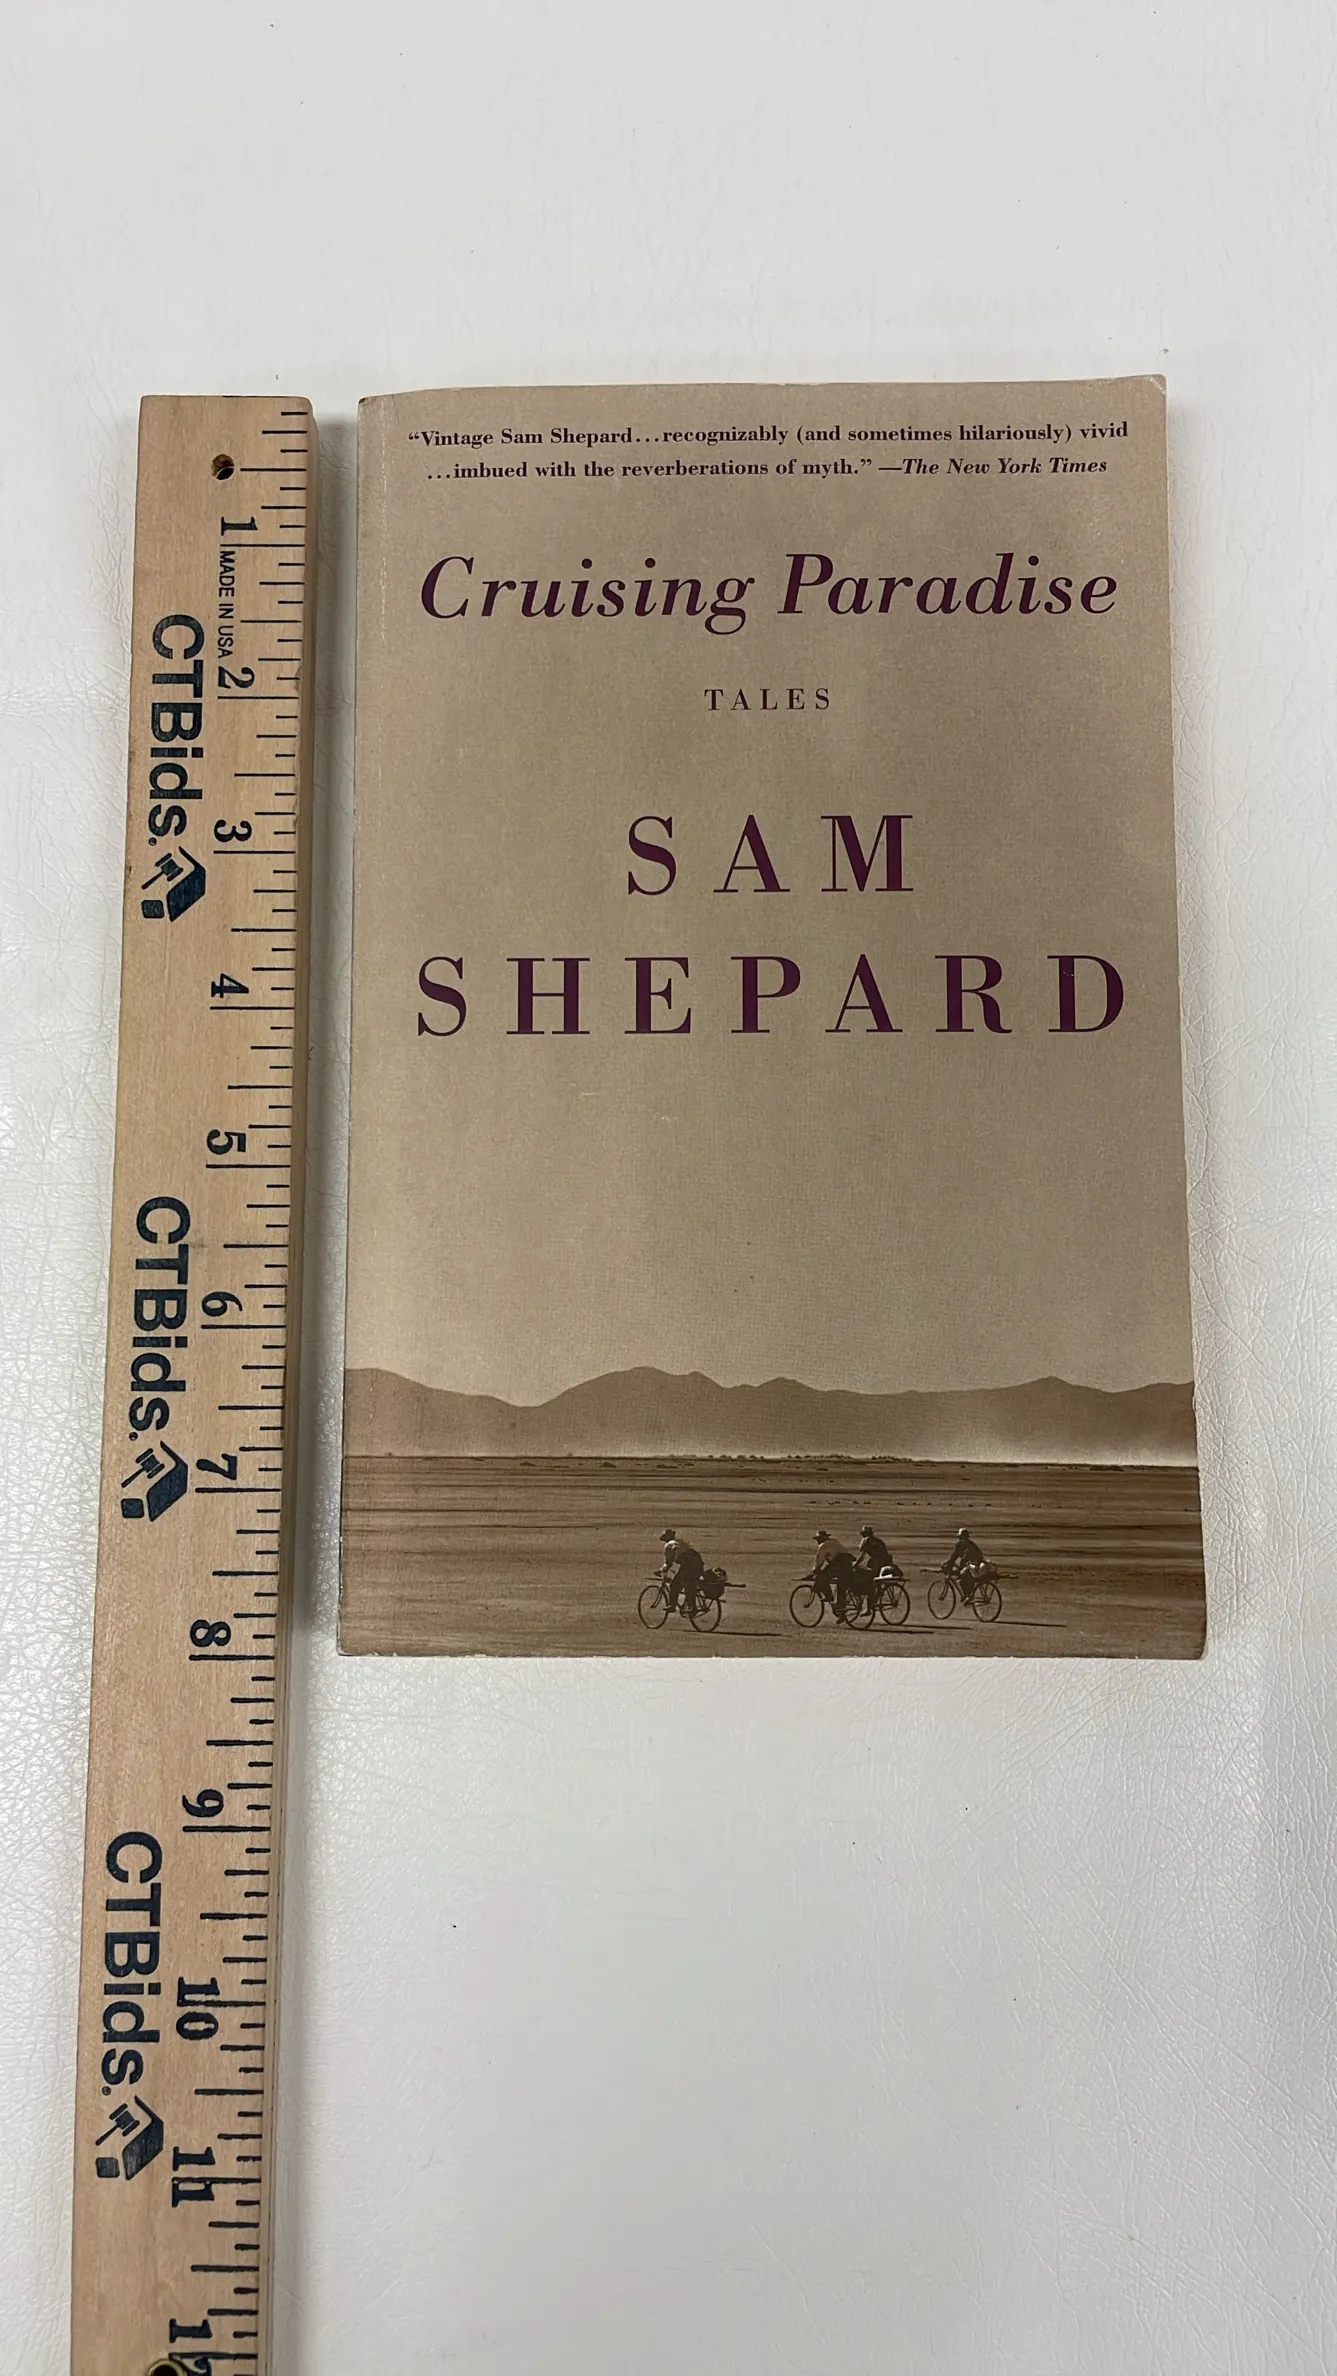 “Vintage Sam Shepard...recognizably (and sometimes hilariously) vivid
...imbued with the reverberations of myth.” —The New York Times
Cruising Paradise
TALES
SAM
SHEPARD
1
MADE IN USA
2
3
4
5
6
7
8
9
10
11
CTBids.
CTBids.
CTBids.